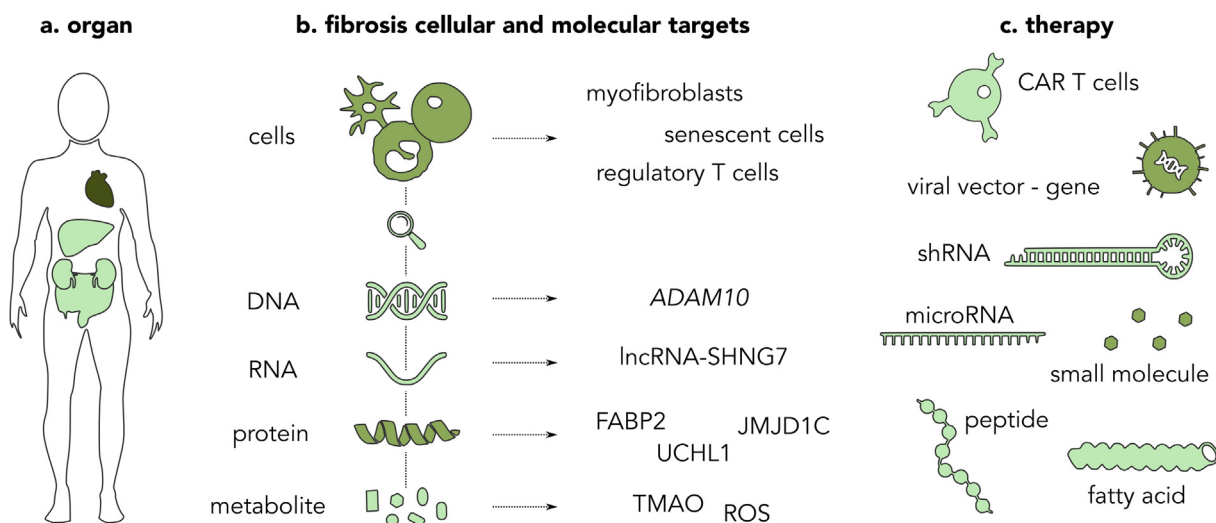 a. organ
b. fibrosis cellular and molecular targets
c. therapy
cells
myofibroblasts
senescent cells
regulatory T cells
DNA
ADAM10
RNA
lncRNA-SHNG7
protein
FABP2
JMJD1C
UCHL1
metabolite
TMAO
ROS
CAR T cells
viral vector - gene
shRNA
microRNA
small molecule
peptide
fatty acid